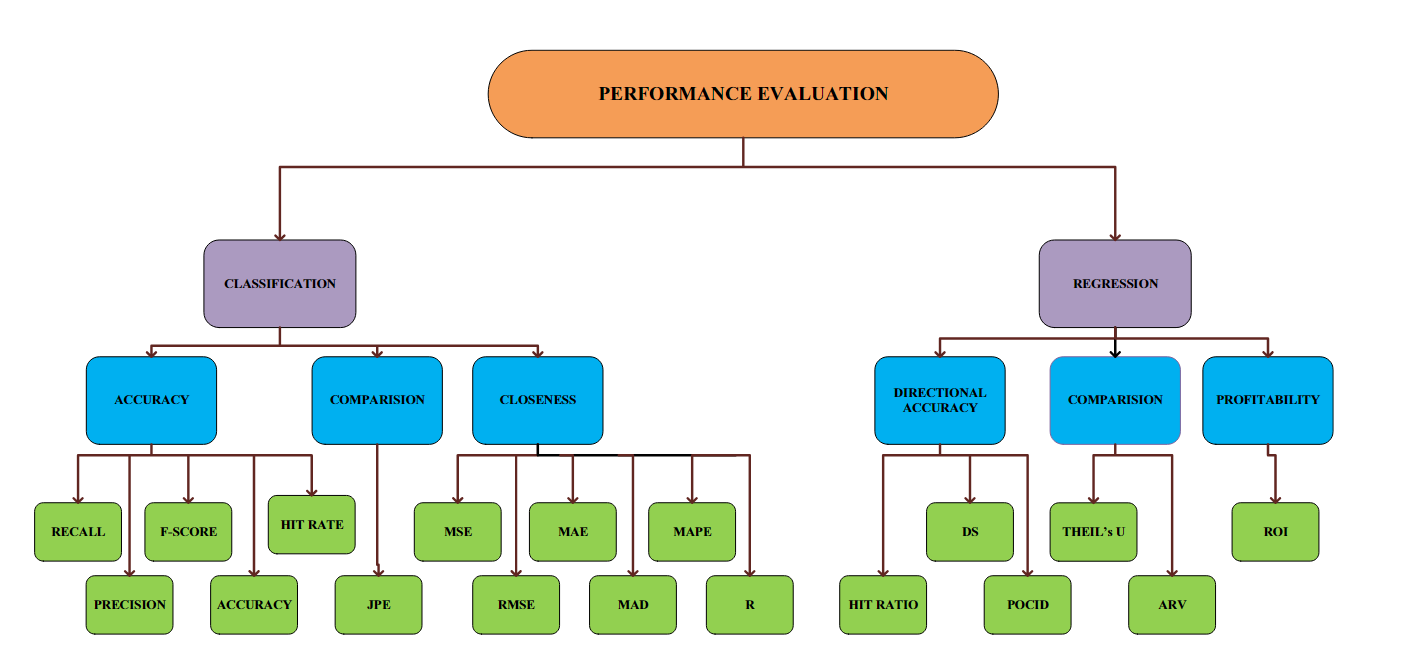 PERFORMANCE EVALUATION
CLASSIFICATION
REGRESSION
ACCURACY
COMPARISION
CLOSENESS
DIRECTIONAL
ACCURACY
COMPARISION
PROFITABILITY
RECALL
F-SCORE
HIT RATE
MSE
MAE
MAPE
DS
THEIL's U
ROI
PRECISION
ACCURACY
JPE
RMSE
MAD
R
HIT RATIO
POCID
ARV